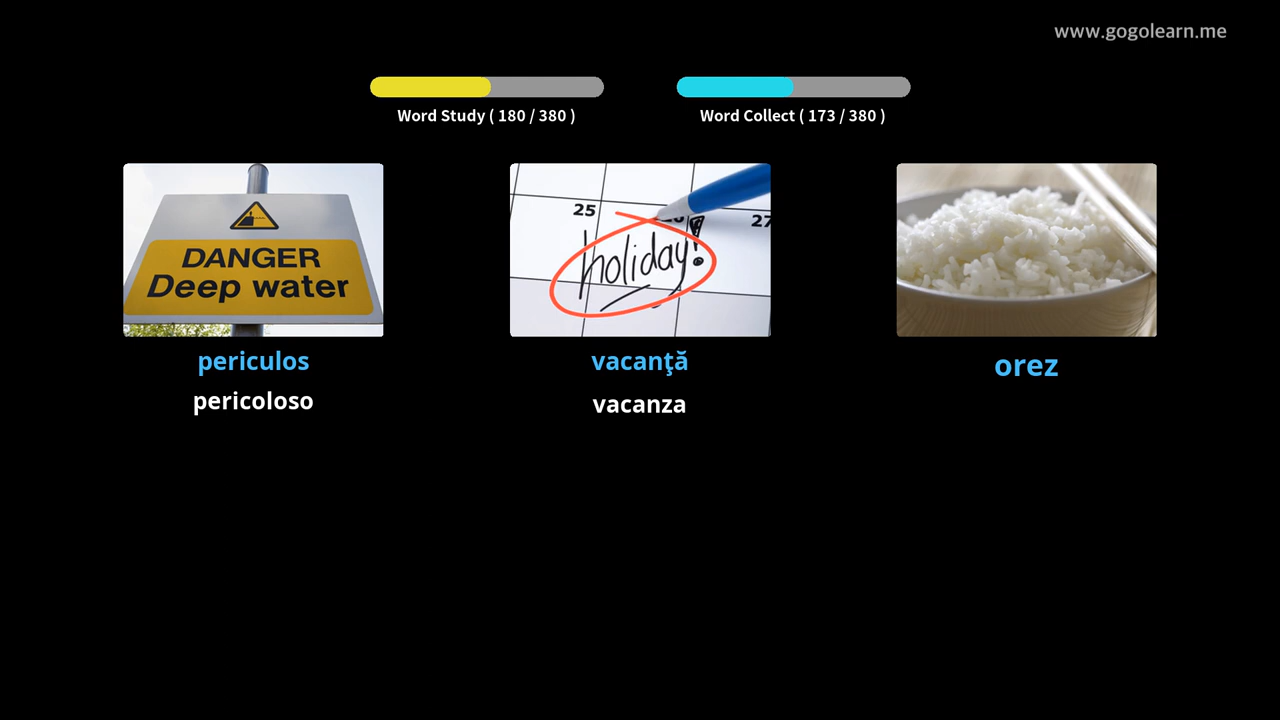 www.gogolearn.me
Word Study ( 180 / 380 )
Word Collect ( 173 / 380 )
DANGER
Deep water
25
27
holiday!
periculos
vacanţă
orez
pericoloso
vacanza